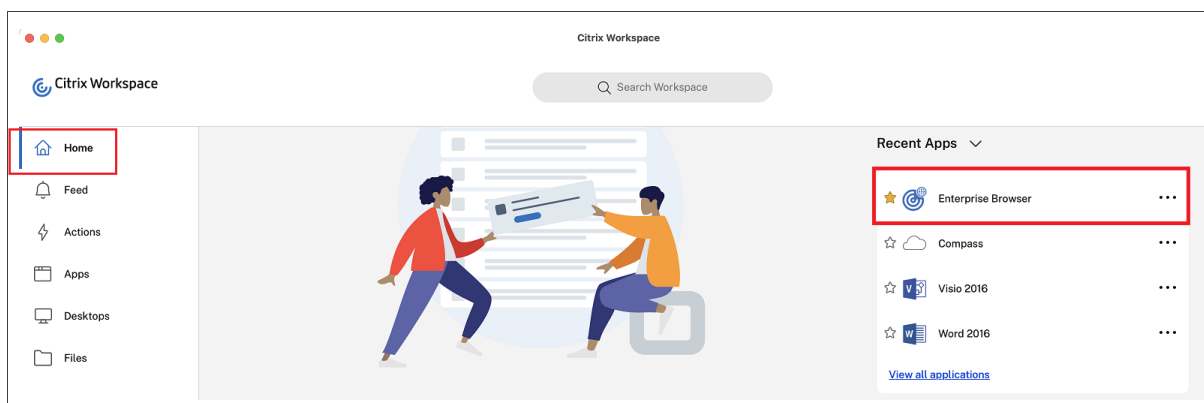 Citrix Workspace
Citrix Workspace
Search Workspace
Home
Feed
Actions
Apps
Desktops
Files
Recent Apps
Enterprise Browser
Compass
V
Visio 2016
W
Word 2016
View all applications